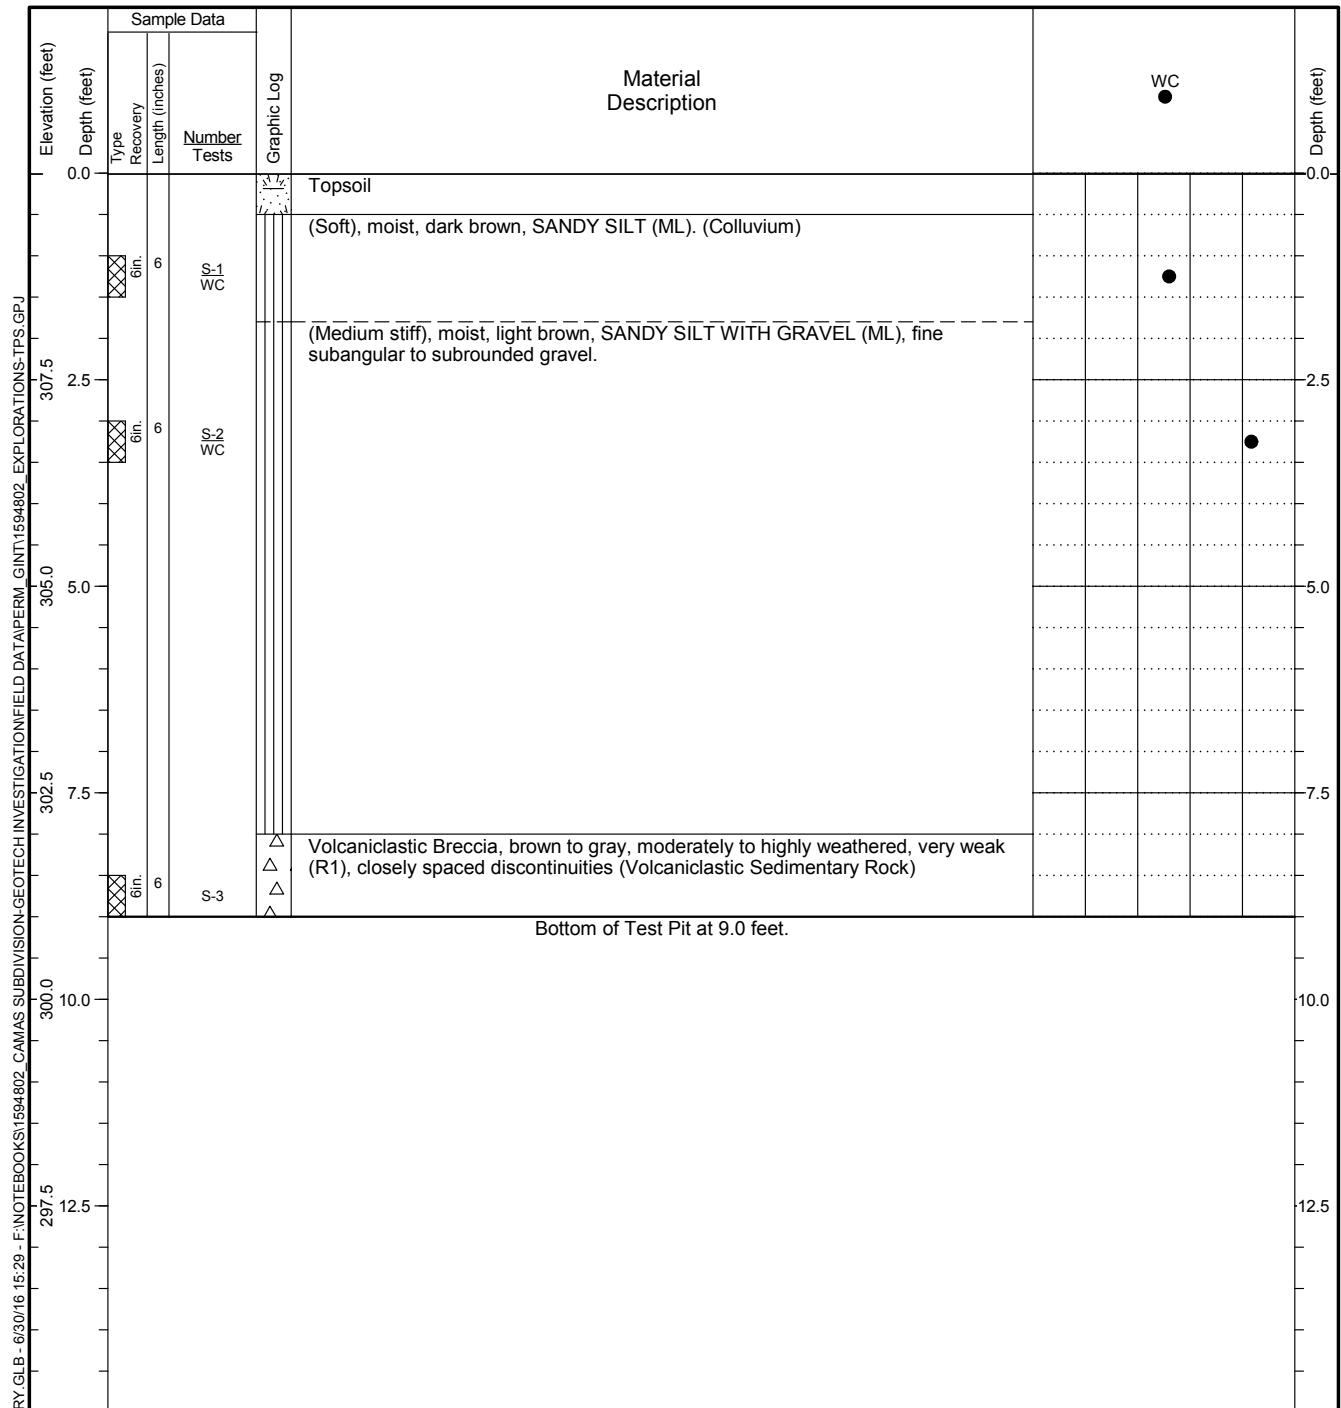 Sample Data
Elevation (feet)
Depth (feet)
Type
Recovery
Length (inches)
Number
Tests
Graphic Log
Material
Description
WC
Depth (feet)
0.0
0.0
Topsoil
(Soft), moist, dark brown, SANDY SILT (ML). (Colluvium)
6in.
6
S-1
WC
(Medium stiff), moist, light brown, SANDY SILT WITH GRAVEL (ML), fine
subangular to subrounded gravel.
307.5
2.5
2.5
6in.
6
S-2
WC
305.0
5.0
5.0
302.5
7.5
7.5
Volcaniclastic Breccia, brown to gray, moderately to highly weathered, very weak
(R1), closely spaced discontinuities (Volcaniclastic Sedimentary Rock)
6in.
6
S-3
Bottom of Test Pit at 9.0 feet.
300.0
10.0
10.0
297.5
12.5
12.5
RY.GLB - 6/30/16 15:29 - F:\NOTEBOOKS\1594802_CAMAS SUBDIVISION-GEOTECH INVESTIGATION\FIELD DATA\PERM_GINT\1594802_EXPLORATIONS-TPS.GPJ